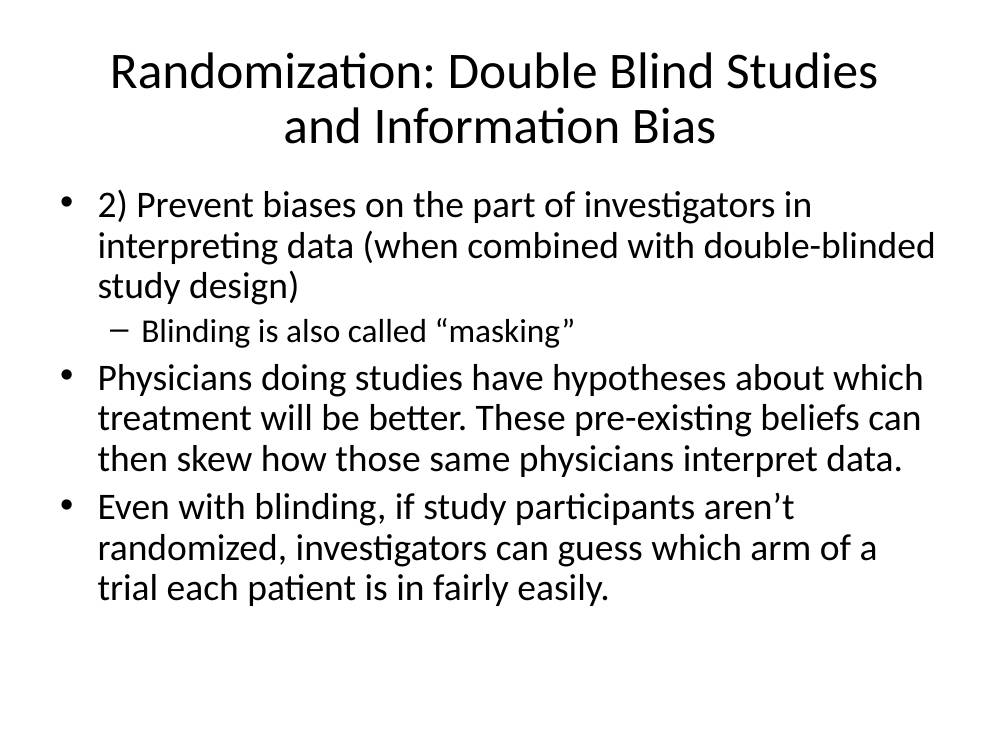 Randomization: Double Blind Studies
and Information Bias
• 2) Prevent biases on the part of investigators in
interpreting data (when combined with double-blinded
study design)
– Blinding is also called “masking”
• Physicians doing studies have hypotheses about which
treatment will be better. These pre-existing beliefs can
then skew how those same physicians interpret data.
• Even with blinding, if study participants aren’t
randomized, investigators can guess which arm of a
trial each patient is in fairly easily.